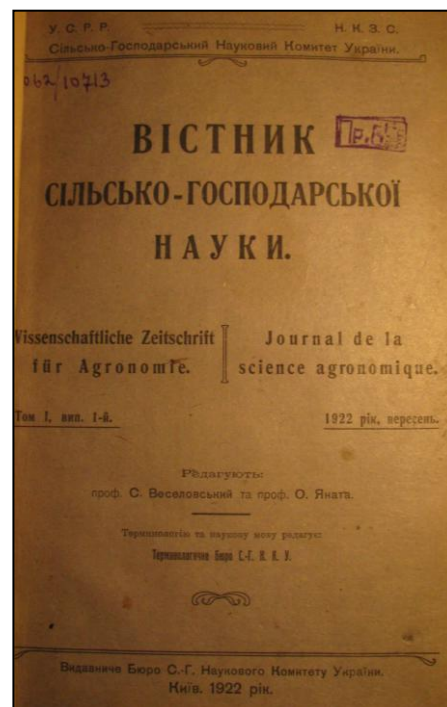 У. С. Р. Р. Н. К. З. С.
Сільсько-Господарський Науковий Комітет України.
062/10713
ВІСТНИК
Пр.
СІЛЬСЬКО-ГОСПОДАРСЬКОЇ
НАУКИ.
Wissenschaftliche Zeitschrift
für Agronomie.
Journal de la
science agronomique.
Том I, вип. 1-й.
1922 рік, вересень.
Редагують:
проф. С. Веселовський та проф. О. Яната.
Термінологію та наукову мову редагує:
Термінологичне Бюро С.-Г. Н. К. У.
Видавниче Бюро С.-Г. Наукового Комітету України.
Київ. 1922 рік.